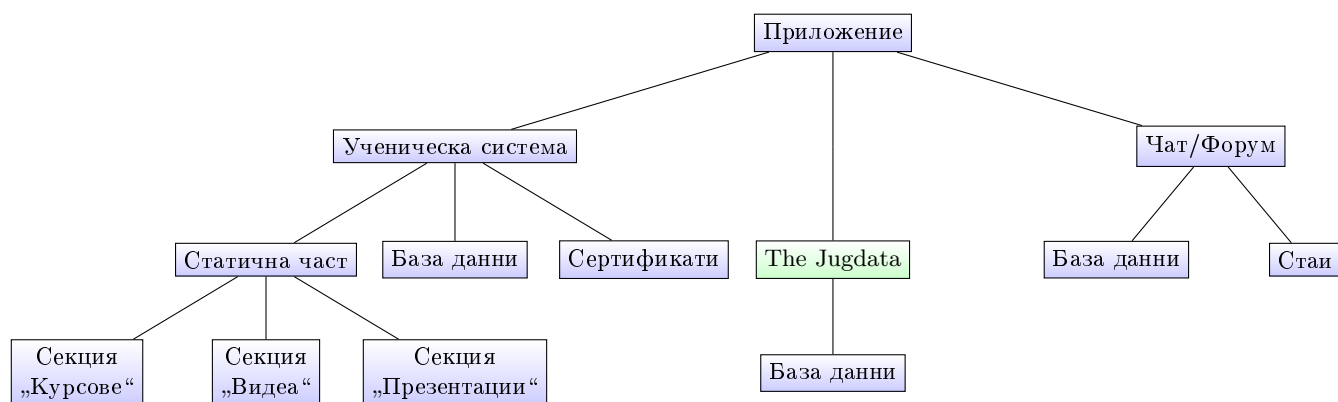 Приложение
Ученическа система
Чат/Форум
Статична част
База данни
Сертификати
The Jugdata
База данни
Стаи
Секция
„Курсове“
Секция
„Видеа“
Секция
„Презентации“
База данни